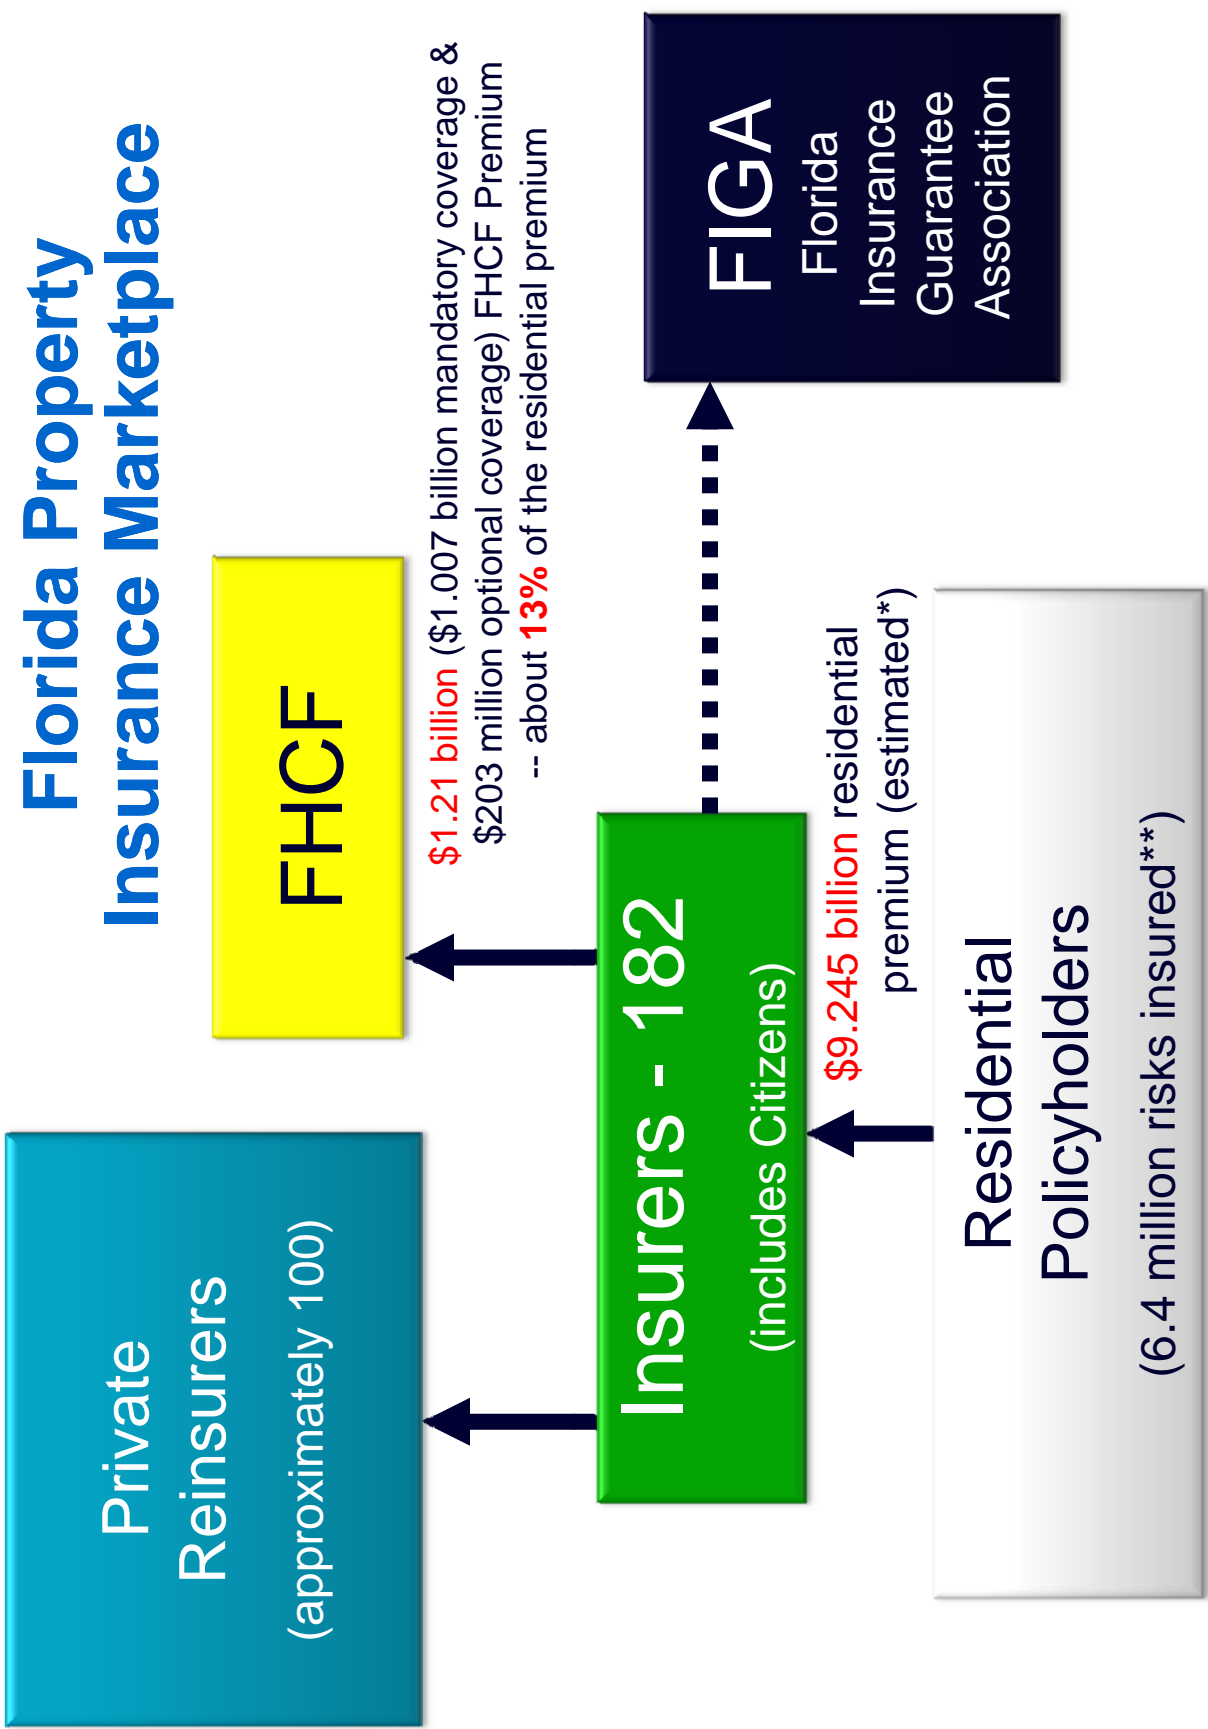 Florida Property
Insurance Marketplace
Private
Reinsurers
(approximately 100)
FHCF
$1.21 billion ($1.007 billion mandatory coverage &
$203 million optional coverage) FHCF Premium
-- about 13% of the residential premium
Insurers - 182
(includes Citizens)
FIGA
Florida
Insurance
Guarantee
Association
$9.245 billion residential
premium (estimated*)
Residential
Policyholders
(6.4 million risks insured**)